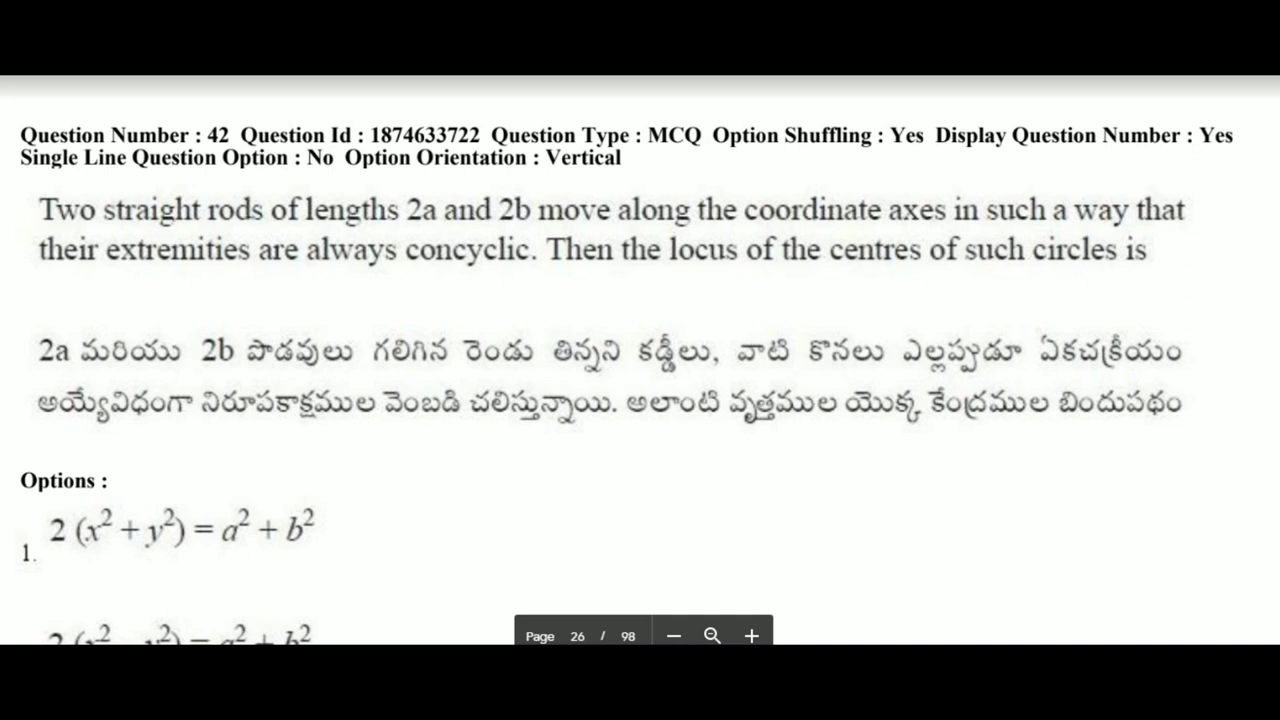 Question Number : 42 Question Id : 1874633722 Question Type : MCQ Option Shuffling : Yes Display Question Number : Yes
Single Line Question Option : No Option Orientation : Vertical
Two straight rods of lengths 2a and 2b move along the coordinate axes in such a way that
their extremities are always concyclic. Then the locus of the centres of such circles is
2a మరియు 2b పొడవులు గలిగిన రెండు తిన్నని కడ్డీలు, వాటి కొనలు ఎల్లప్పుడూ ఏకచక్రీయం
అయ్యేవిధంగా నిరూపకాక్షముల వెంబడి చలిస్తున్నాయి. అలాంటి వృత్తముల యొక్క కేంద్రముల బిందుపథం
Options :
2 (x² + y²) = a² + b²
1.
Page 26 / 98 − +